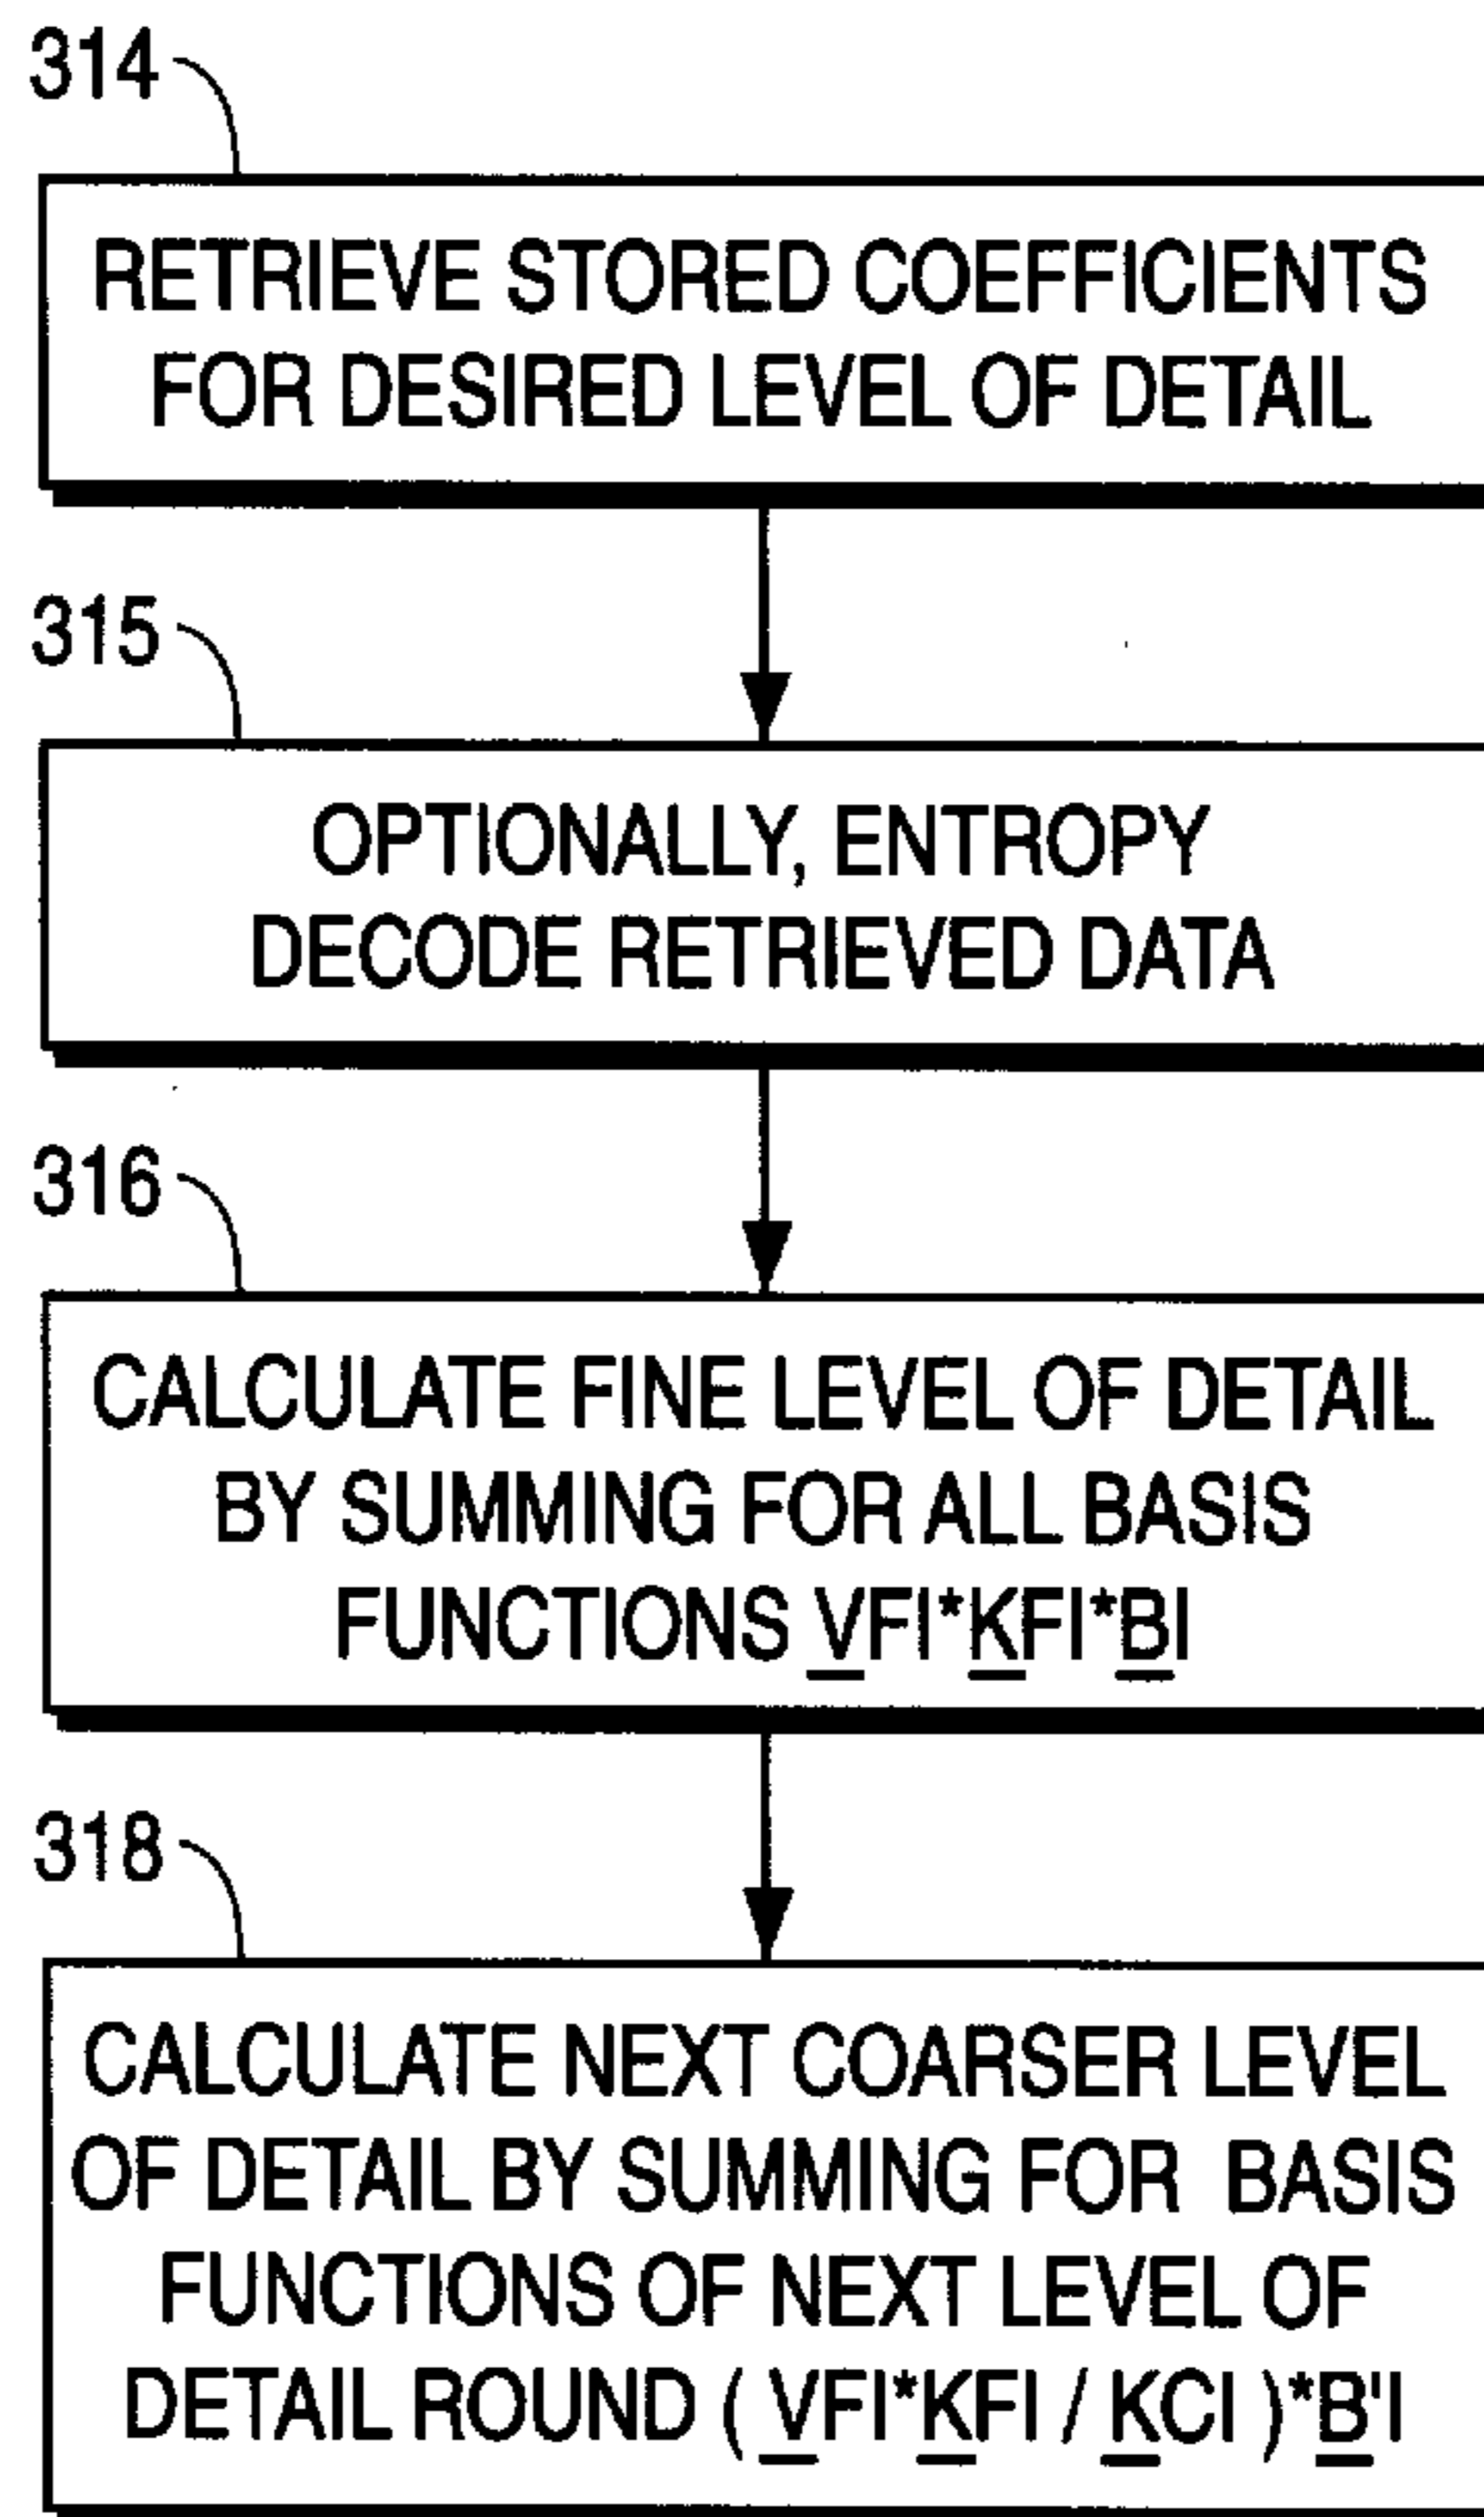 314
RETRIEVE STORED COEFFICIENTS
FOR DESIRED LEVEL OF DETAIL
315
OPTIONALLY, ENTROPY
DECODE RETRIEVED DATA
316
CALCULATE FINE LEVEL OF DETAIL
BY SUMMING FOR ALL BASIS
FUNCTIONS VFI*KFI*BI
318
CALCULATE NEXT COARSER LEVEL
OF DETAIL BY SUMMING FOR BASIS
FUNCTIONS OF NEXT LEVEL OF
DETAIL ROUND ( VFI*KFI / KCI )*B'I